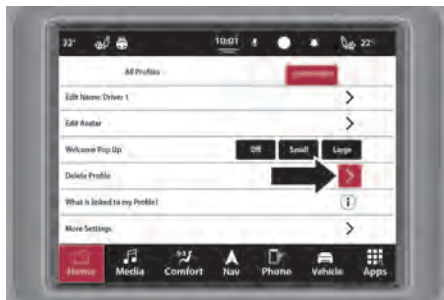 22° 10:01 22°
All Profiles
Edit Name: Driver 1
Edit Avatar
Welcome Pop Up Off Small Large
Delete Profile
What is linked to my Profile?
More Settings
Home Media Comfort Nav Phone Vehicle Apps